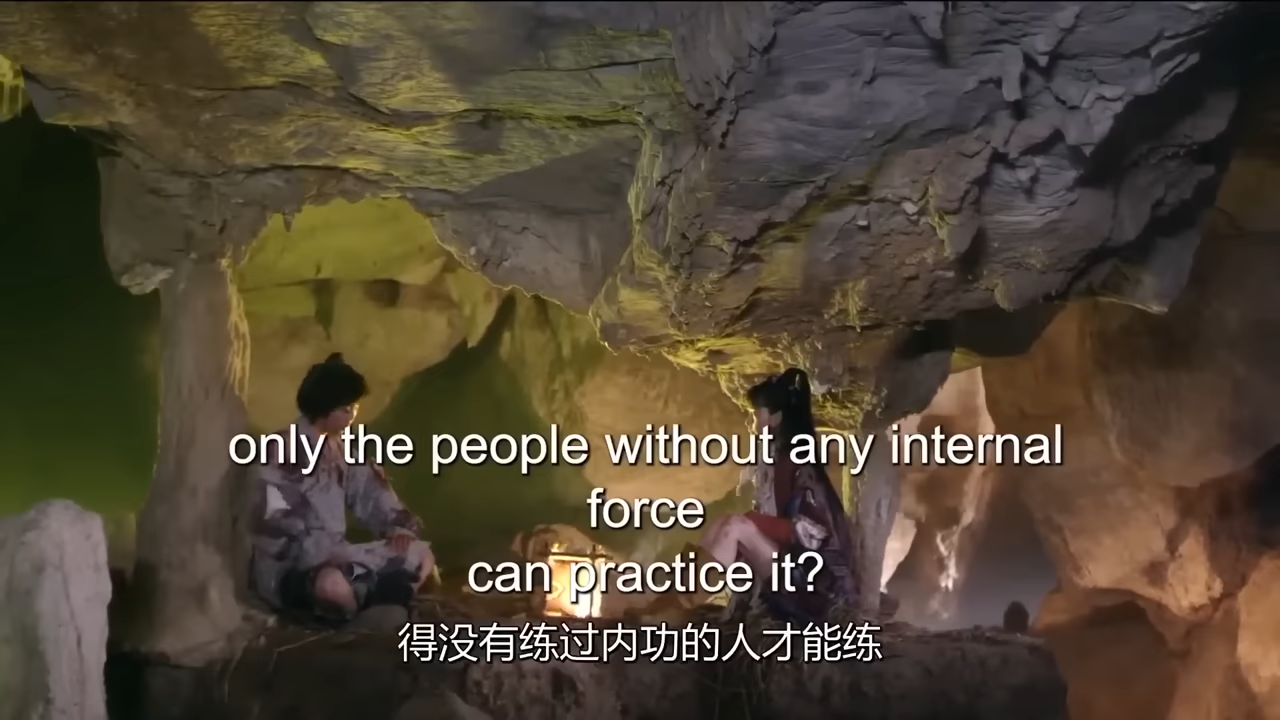 only the people without any internal
force
can practice it?
得没有练过内功的人才能练